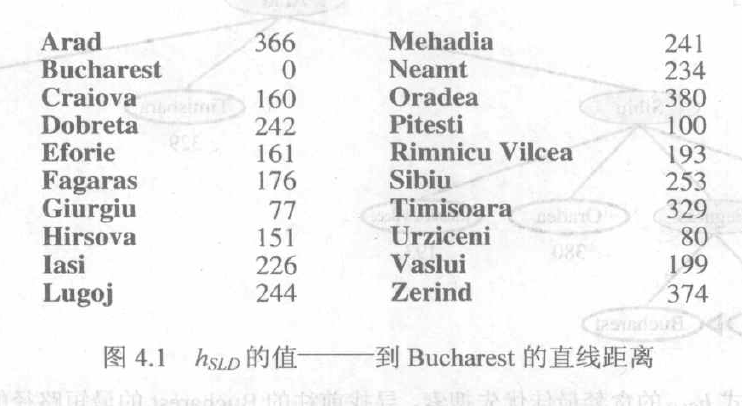 Arad 366 Mehadia 241
Bucharest 0 Neamt 234
Craiova 160 Oradea 380
Dobreta 242 Pitesti 100
Eforie 161 Rimnicu Vilcea 193
Fagaras 176 Sibiu 253
Giurgiu 77 Timisoara 329
Hirsova 151 Urziceni 80
Iasi 226 Vaslui 199
Lugoj 244 Zerind 374
图 4.1 hSLD 的值——到 Bucharest 的直线距离